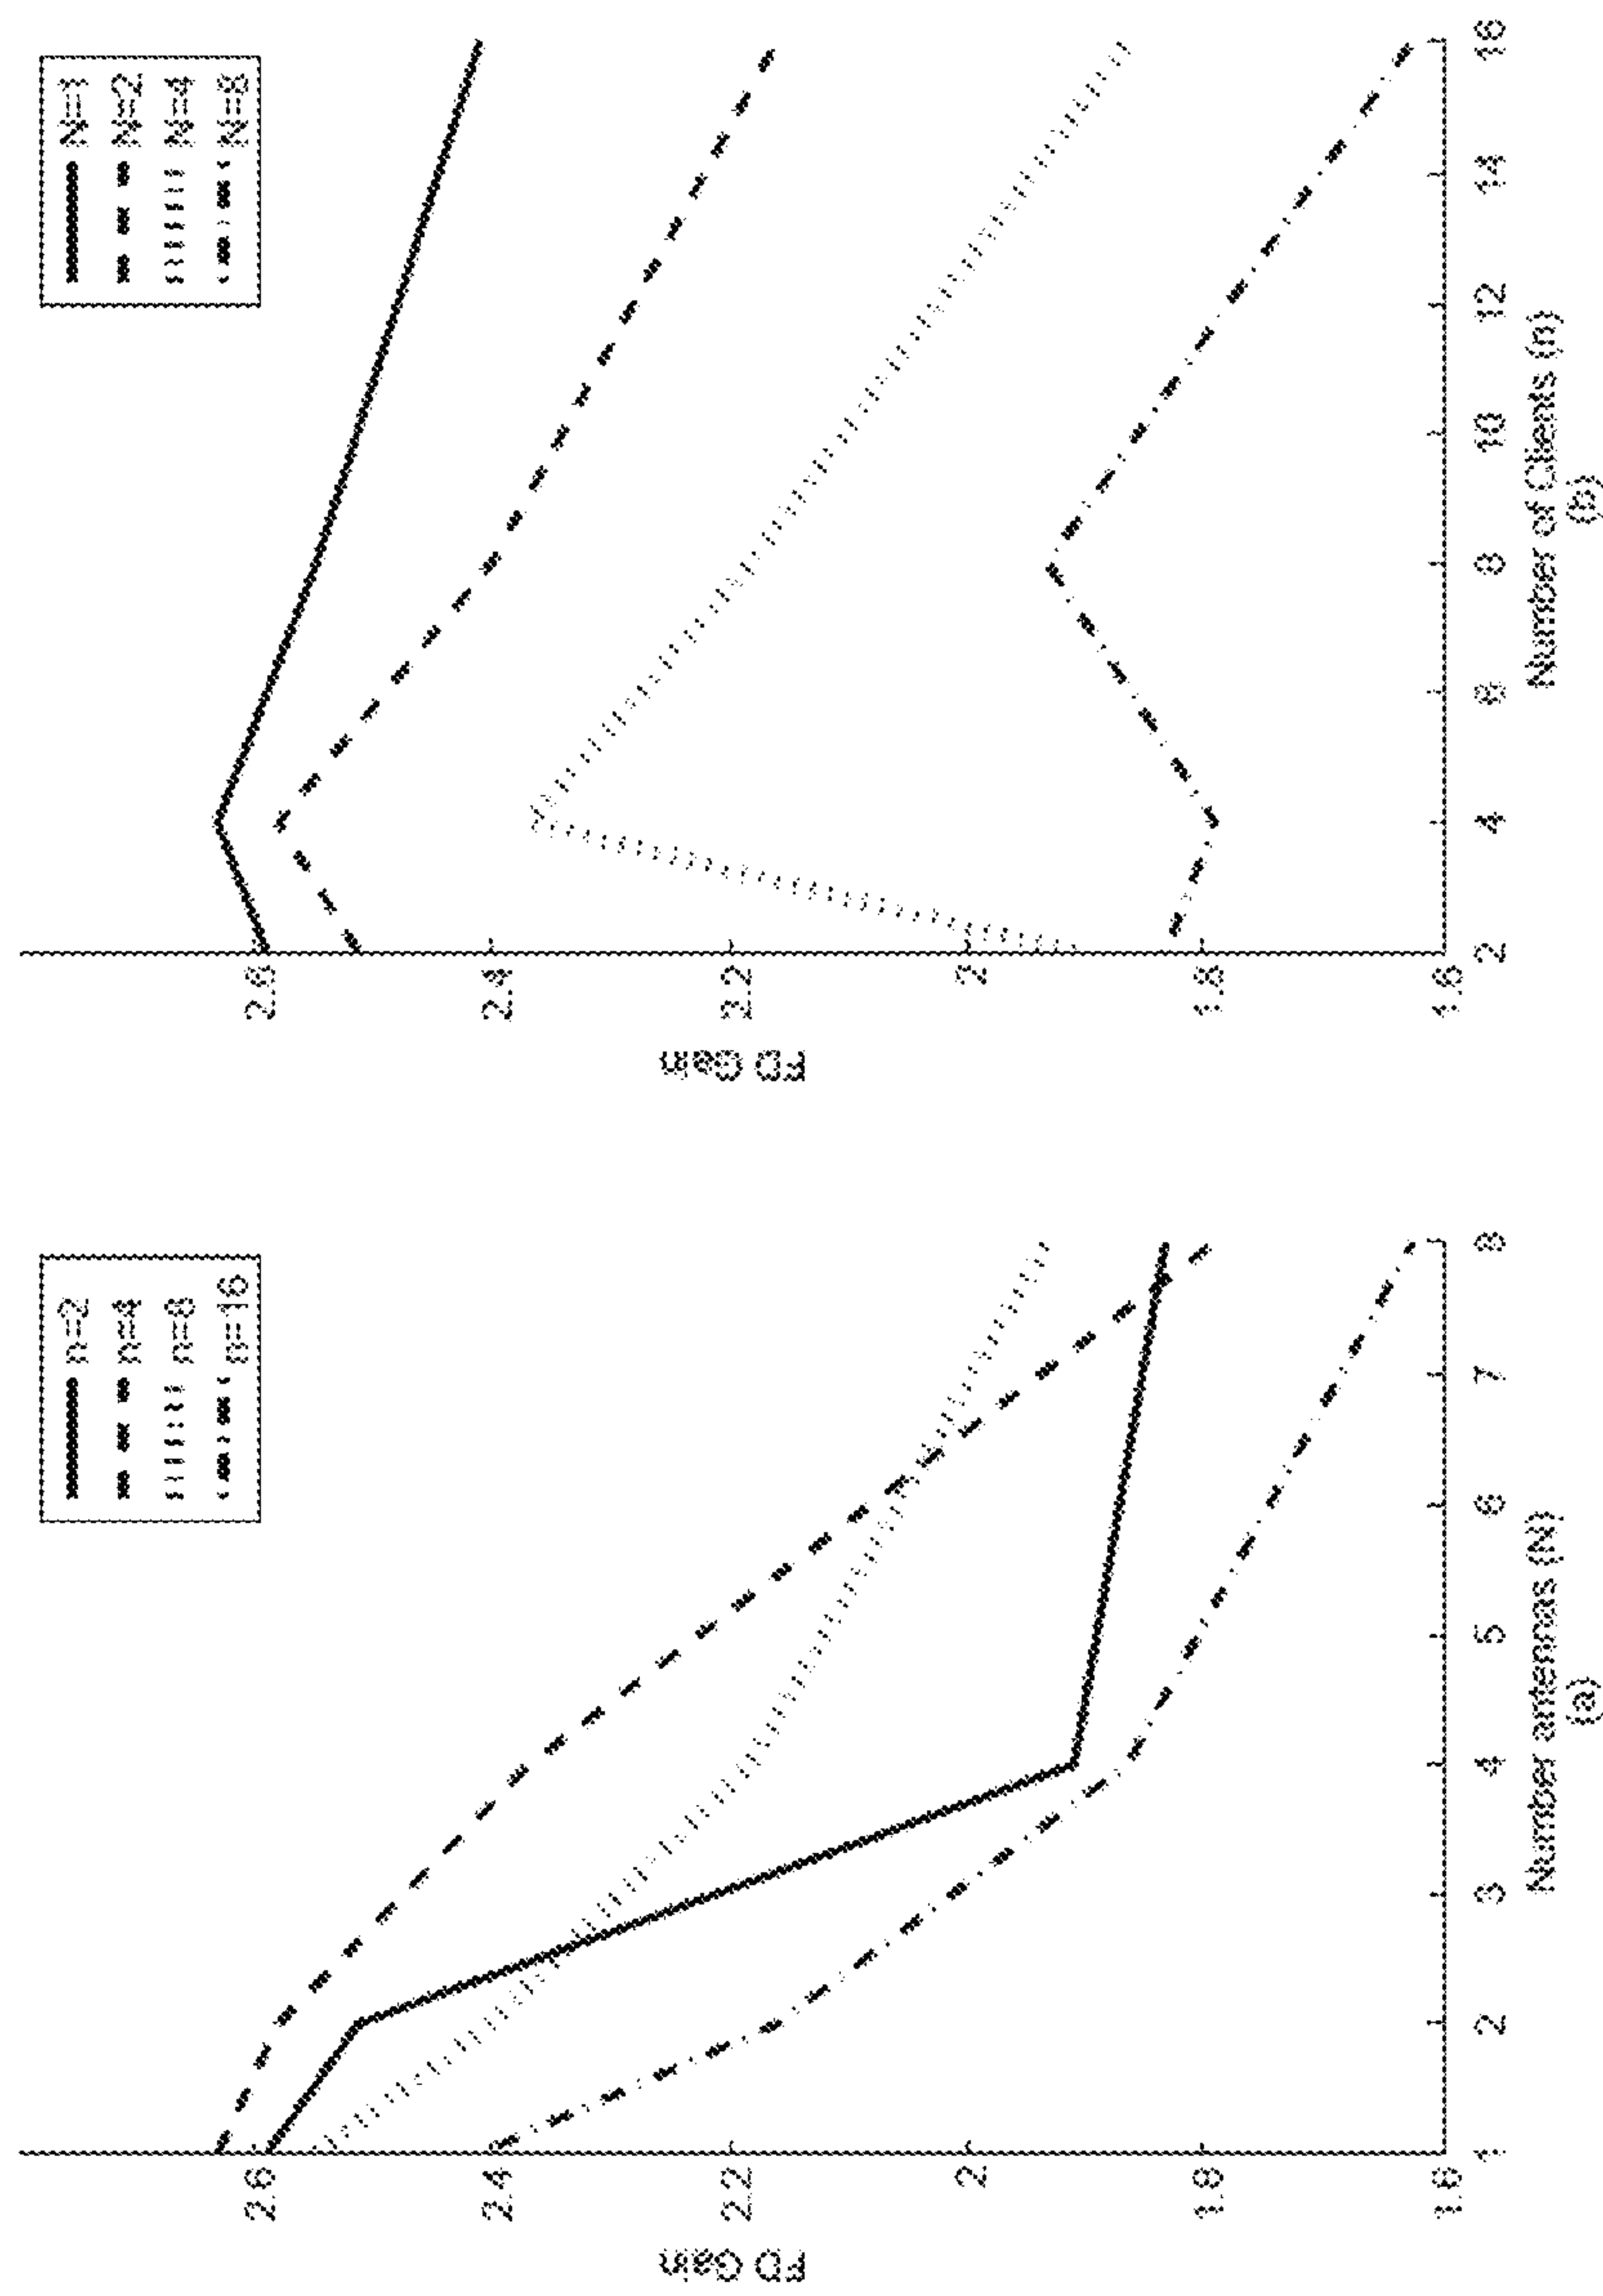 FD Gain
2.6
2.4
2.2
2
1.8
1.6
1
2
3
4
5
6
7
8
Number antennas (N)
(a)
n=2
n=4
n=8
n=16
FD Gain
2.6
2.4
2.2
2
1.8
1.6
2
4
6
8
10
12
14
16
Number of Clients (n)
(b)
N=1
N=2
N=4
N=8